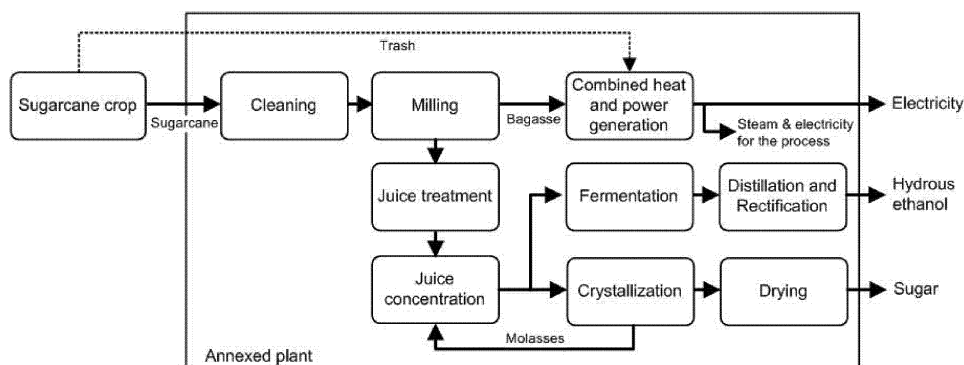 Trash
Sugarcane crop
Sugarcane
Cleaning
Milling
Bagasse
Combined heat
and power
generation
Electricity
Steam & electricity
for the process
Juice treatment
Fermentation
Distillation and
Rectification
Hydrous
ethanol
Juice
concentration
Crystallization
Drying
Sugar
Molasses
Annexed plant